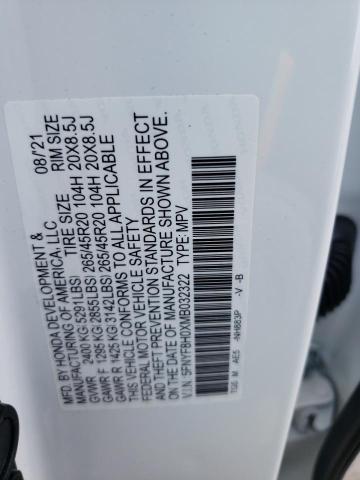 MFD. BY HONDA DEVELOPMENT & 08/21
MANUFACTURING OF AMERICA, LLC.
TIRE SIZE RIM SIZE
GVWR 2400 KG(5291LBS)
GAWR F 1295 KG(2855LBS) 265/45R20 104H 20X8.5J
GAWR R 1425 KG(3142LBS) 265/45R20 104H 20X8.5J
THIS VEHICLE CONFORMS TO ALL APPLICABLE
FEDERAL MOTOR VEHICLE SAFETY
AND THEFT PREVENTION STANDARDS IN EFFECT
ON THE DATE OF MANUFACTURE SHOWN ABOVE.
V.I.N. 5FNYF8H0XMB032322 TYPE: MPV
TG8 M AE5 -NH883P -V -B